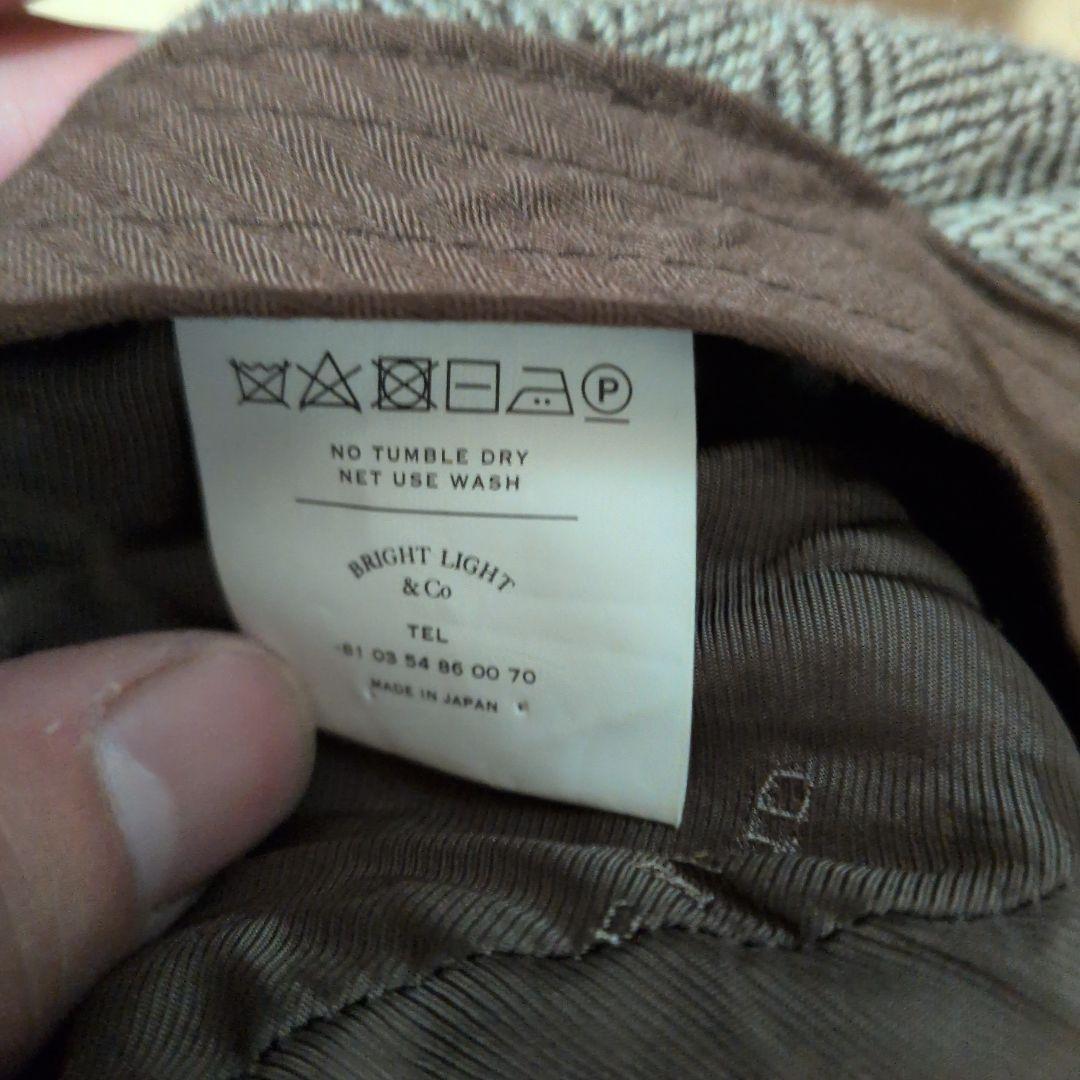 P
NO TUMBLE DRY
NET USE WASH
BRIGHT LIGHT
& Co
TEL
-81 03 54 86 00 70
MADE IN JAPAN